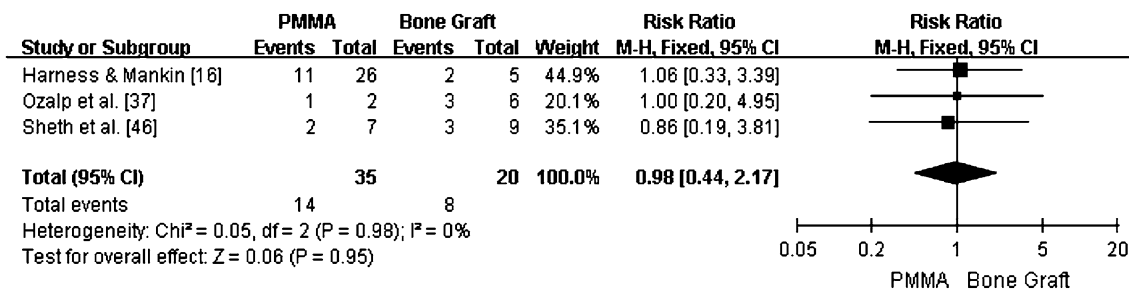 PMMA Bone Graft Risk Ratio Risk Ratio
Study or Subgroup Events Total Events Total Weight M-H, Fixed, 95% CI M-H, Fixed, 95% CI
Harness & Mankin [16] 11 26 2 5 44.9% 1.06 [0.33, 3.39]
Ozalp et al. [37] 1 2 3 6 20.1% 1.00 [0.20, 4.95]
Sheth et al. [46] 2 7 3 9 35.1% 0.86 [0.19, 3.81]
Total (95% CI) 35 20 100.0% 0.98 [0.44, 2.17]
Total events 14 8
Heterogeneity: Chi² = 0.05, df = 2 (P = 0.98); I² = 0%
Test for overall effect: Z = 0.06 (P = 0.95)
0.05 0.2 1 5 20
PMMA Bone Graft